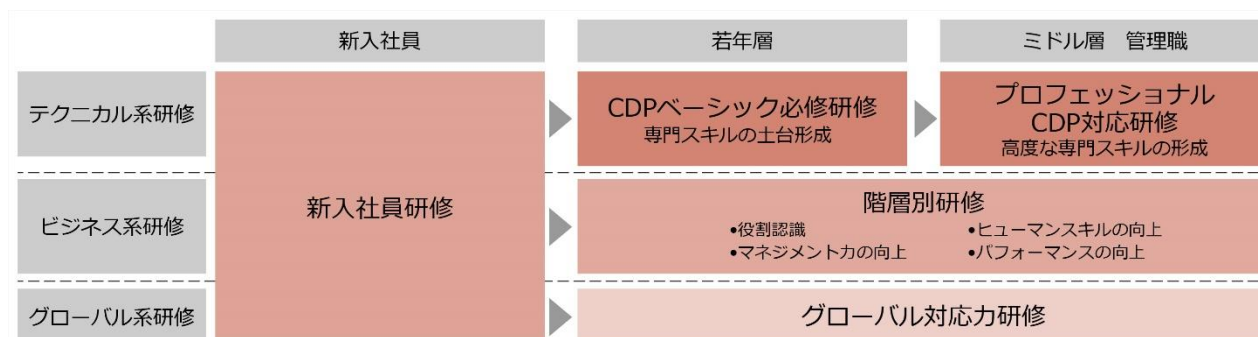 新入社員
若年層
ミドル層 管理職
テクニカル系研修
新入社員研修
CDPベーシック必修研修
専門スキルの土台形成
プロフェッショナル
CDP対応研修
高度な専門スキルの形成
ビジネス系研修
階層別研修
•役割認識
•ヒューマンスキルの向上
•マネジメント力の向上
•パフォーマンスの向上
グローバル系研修
グローバル対応力研修